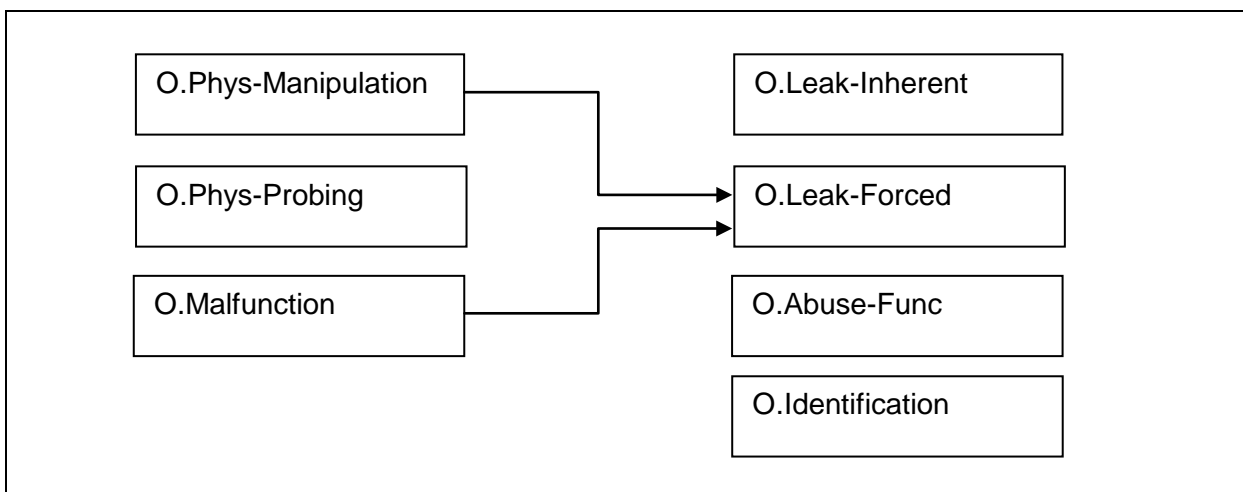 O.Phys-Manipulation
O.Leak-Inherent
O.Phys-Probing
O.Leak-Forced
O.Malfunction
O.Abuse-Func
O.Identification